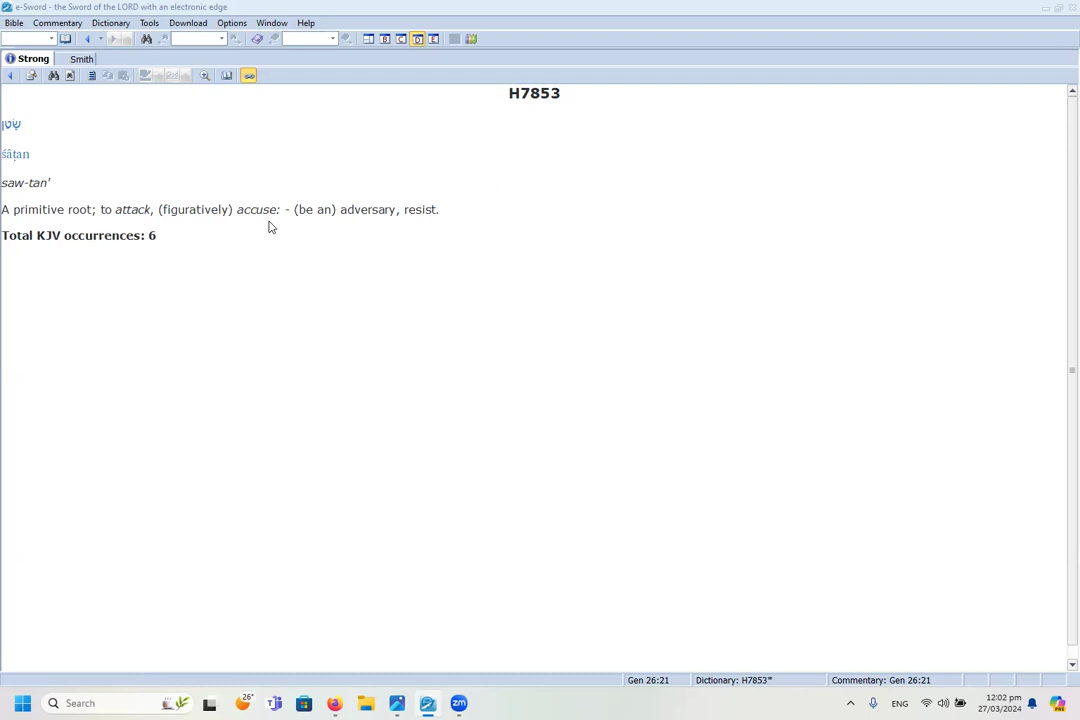 e-Sword - the Sword of the LORD with an electronic edge
Bible Commentary Dictionary Tools Download Options Window Help
Strong Smith
H7853
שָׂטַן
śâṭan
saw-tan'
A primitive root; to attack, (figuratively) accuse: - (be an) adversary, resist.
Total KJV occurrences: 6
Gen 26:21 Dictionary: H7853* Commentary: Gen 26:21
Search 26° zm ENG 12:02 pm
27/03/2024 PRE